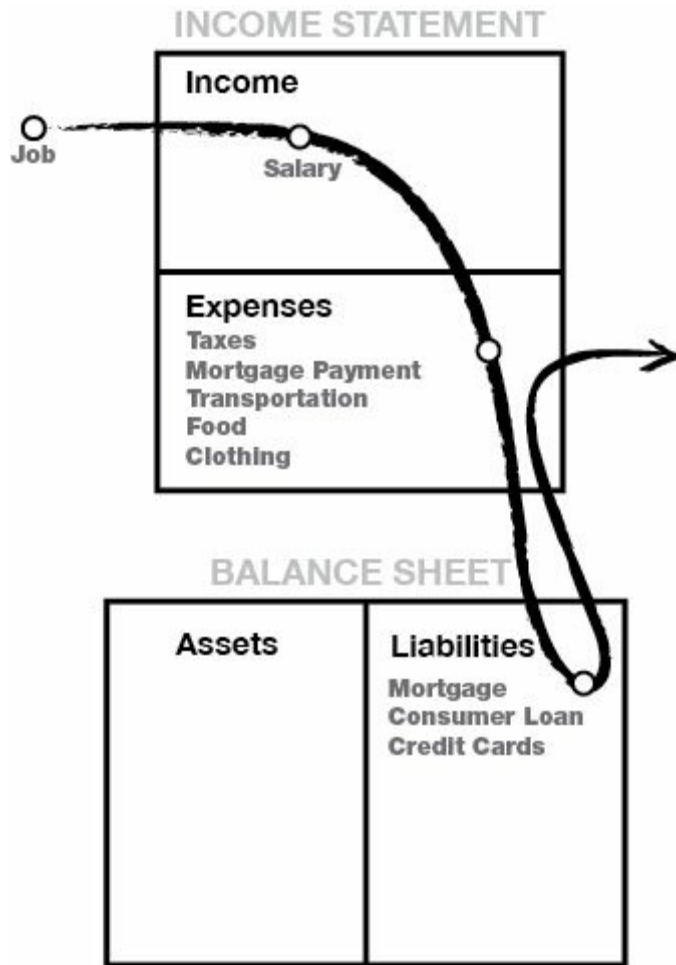 INCOME STATEMENT
Income
Job
Salary
Expenses
Taxes
Mortgage Payment
Transportation
Food
Clothing
BALANCE SHEET
Assets
Liabilities
Mortgage
Consumer Loan
Credit Cards